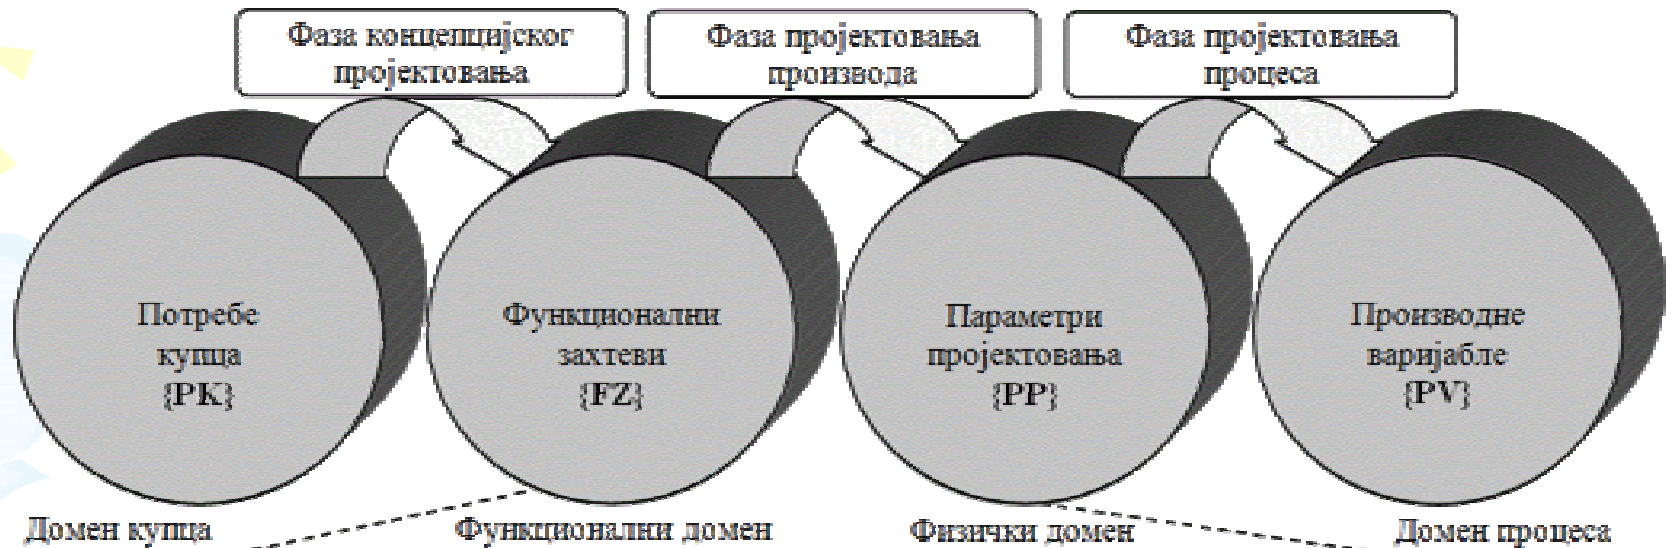 Фаза концепцијског
пројектовања
Фаза пројектовања
производа
Фаза пројектовања
процеса
Потребе
купца
{PK}
Функционални
захтеви
{FZ}
Параметри
пројектовања
{PP}
Производне
варијабле
{PV}
Домен купца
Функционални домен
Физички домен
Домен процеса